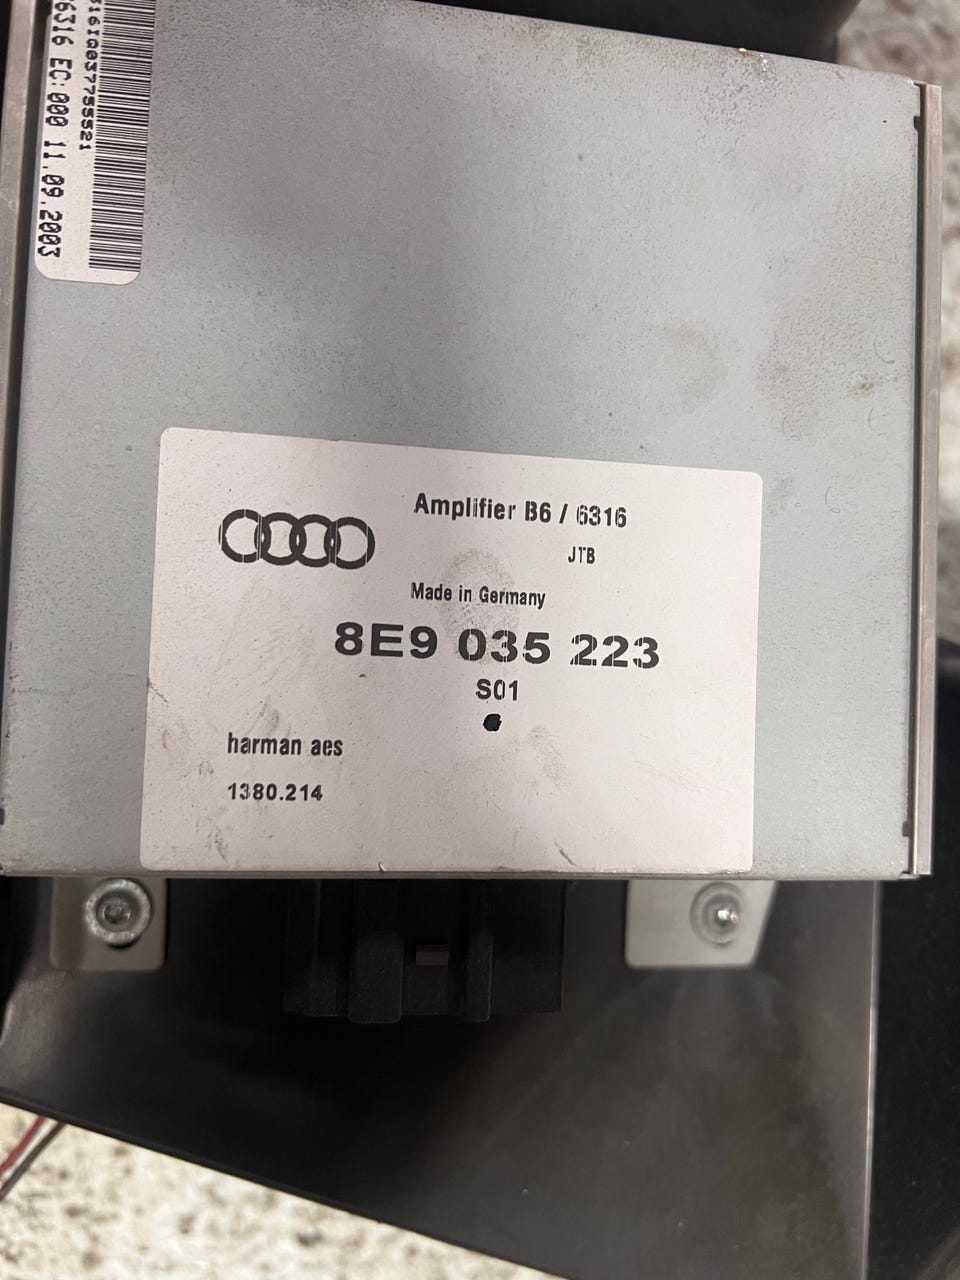 6316 EC:000 11.09.2003
Amplifier B6 / 6316
JTB
Made in Germany
8E9 035 223
S01
harman aes
1380.214